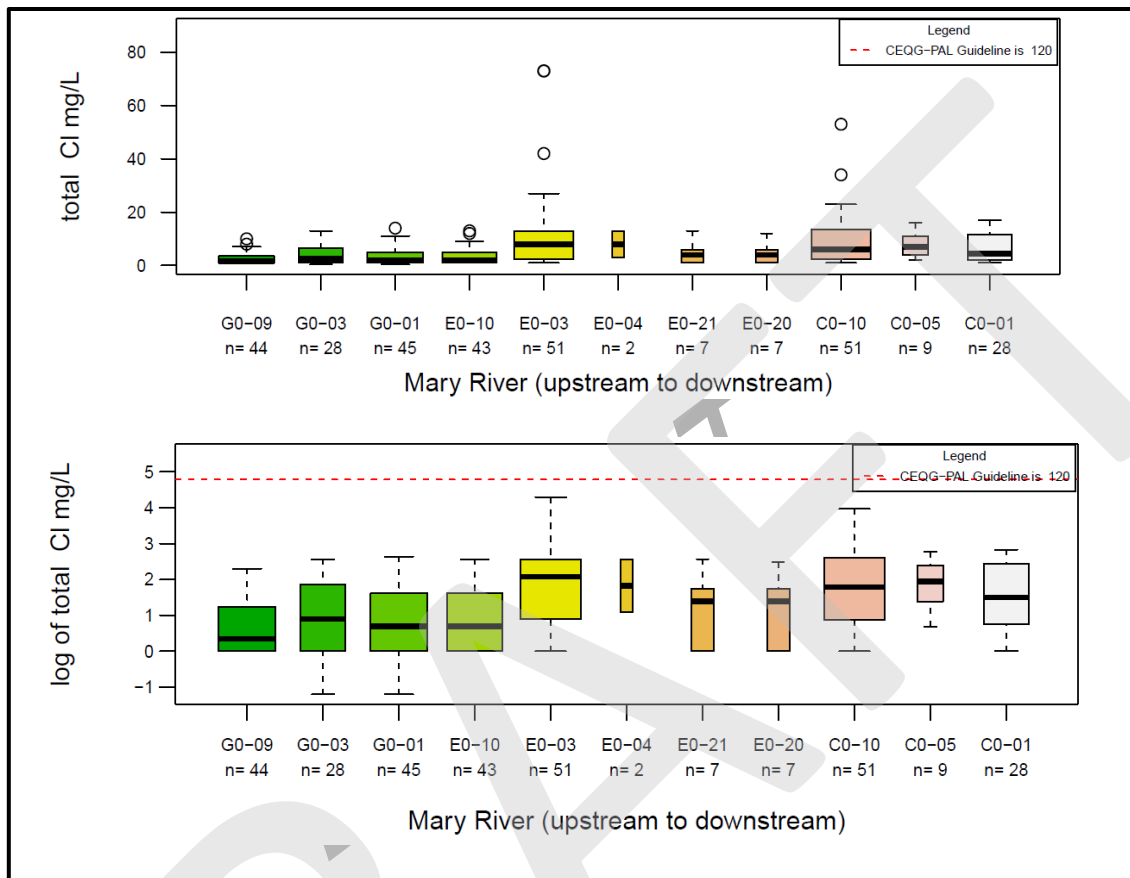 Legend
CEQG-PAL Guideline is 120
total Cl mg/L
80
60
40
20
0
G0-09 G0-03 G0-01 E0-10 E0-03 E0-04 E0-21 E0-20 C0-10 C0-05 C0-01
n= 44 n= 28 n= 45 n= 43 n= 51 n= 2 n= 7 n= 7 n= 51 n= 9 n= 28
Mary River (upstream to downstream)
Legend
CEQG-PAL Guideline is 120
log of total Cl mg/L
5
4
3
2
1
0
-1
G0-09 G0-03 G0-01 E0-10 E0-03 E0-04 E0-21 E0-20 C0-10 C0-05 C0-01
n= 44 n= 28 n= 45 n= 43 n= 51 n= 2 n= 7 n= 7 n= 51 n= 9 n= 28
Mary River (upstream to downstream)
DRAFT